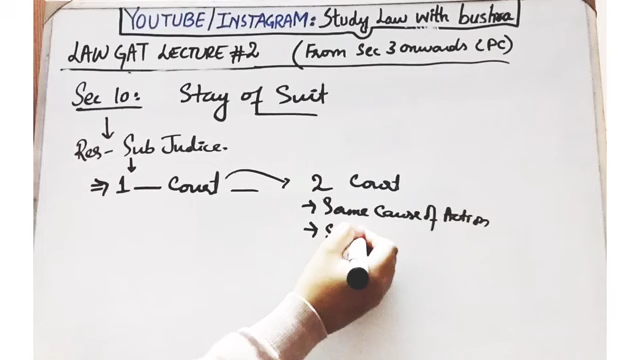 YOUTUBE/INSTAGRAM: Study Law with bushra
LAW GAT LECTURE #2 (From Sec 3 onwards CPC)
Sec 10: Stay of Suit
Res- Sub Judice.
⇒ 1 — Court → 2 Court
→ Same Cause of Action
→ S